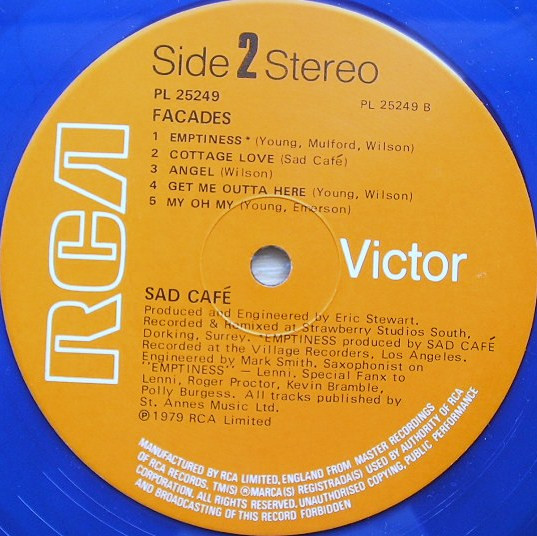 Side 2 Stereo
PL 25249
PL 25249 B
FACADES
1 EMPTINESS* (Young, Mulford, Wilson)
2 COTTAGE LOVE (Sad Café)
3 ANGEL (Wilson)
4 GET ME OUTTA HERE (Young, Wilson)
5 MY OH MY (Young, Emerson)
RCA
Victor
SAD CAFÉ
Produced and Engineered by Eric Stewart.
Recorded & Remixed at Strawberry Studios South,
Dorking, Surrey. *EMPTINESS produced by SAD CAFÉ
Recorded at the Village Recorders, Los Angeles.
Engineered by Mark Smith. Saxophonist on
"EMPTINESS" – Lenni. Special Fanx to
Lenni, Roger Proctor, Kevin Bramble,
Polly Burgess. All tracks published by
St. Annes Music Ltd.
℗ 1979 RCA Limited
MANUFACTURED BY RCA LIMITED, ENGLAND FROM MASTER RECORDINGS
OF RCA RECORDS. TM(S) ® MARCA(S) REGISTRADA(S) USED BY AUTHORITY OF RCA
CORPORATION. ALL RIGHTS RESERVED. UNAUTHORISED COPYING, PUBLIC PERFORMANCE
AND BROADCASTING OF THIS RECORD FORBIDDEN